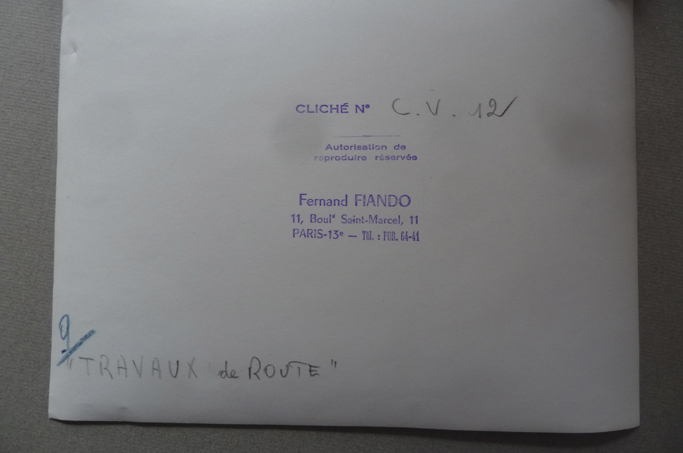 CLICHÉ N° C.V. 12
Autorisation de
reproduire réservée
Fernand FIANDO
11, Boulᵈ Saint-Marcel, 11
PARIS-13ᵉ — Tél. : POR. 64-41
9
"TRAVAUX de ROUTE"